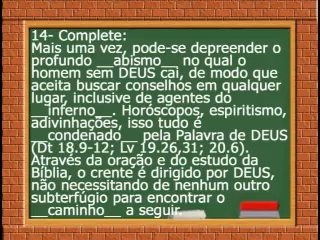 14- Complete:
Mais uma vez, pode-se depreender o
profundo __abismo__ no qual o
homem sem DEUS cai, de modo que
aceita buscar conselhos em qualquer
lugar, inclusive de agentes do
__inferno__. Horóscopos, espiritismo,
adivinhações, isso tudo é
__condenado__ pela Palavra de DEUS
(Dt 18.9-12; Lv 19.26,31; 20.6).
Através da oração e do estudo da
Bíblia, o crente é dirigido por DEUS,
não necessitando de nenhum outro
subterfúgio para encontrar o
__caminho__ a seguir.